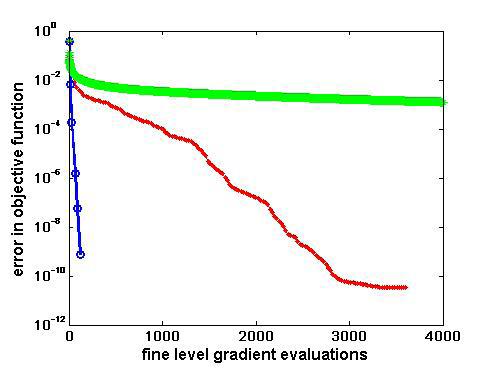 10^0
10^-2
10^-4
10^-6
10^-8
10^-10
10^-12
error in objective function
0 1000 2000 3000 4000
fine level gradient evaluations